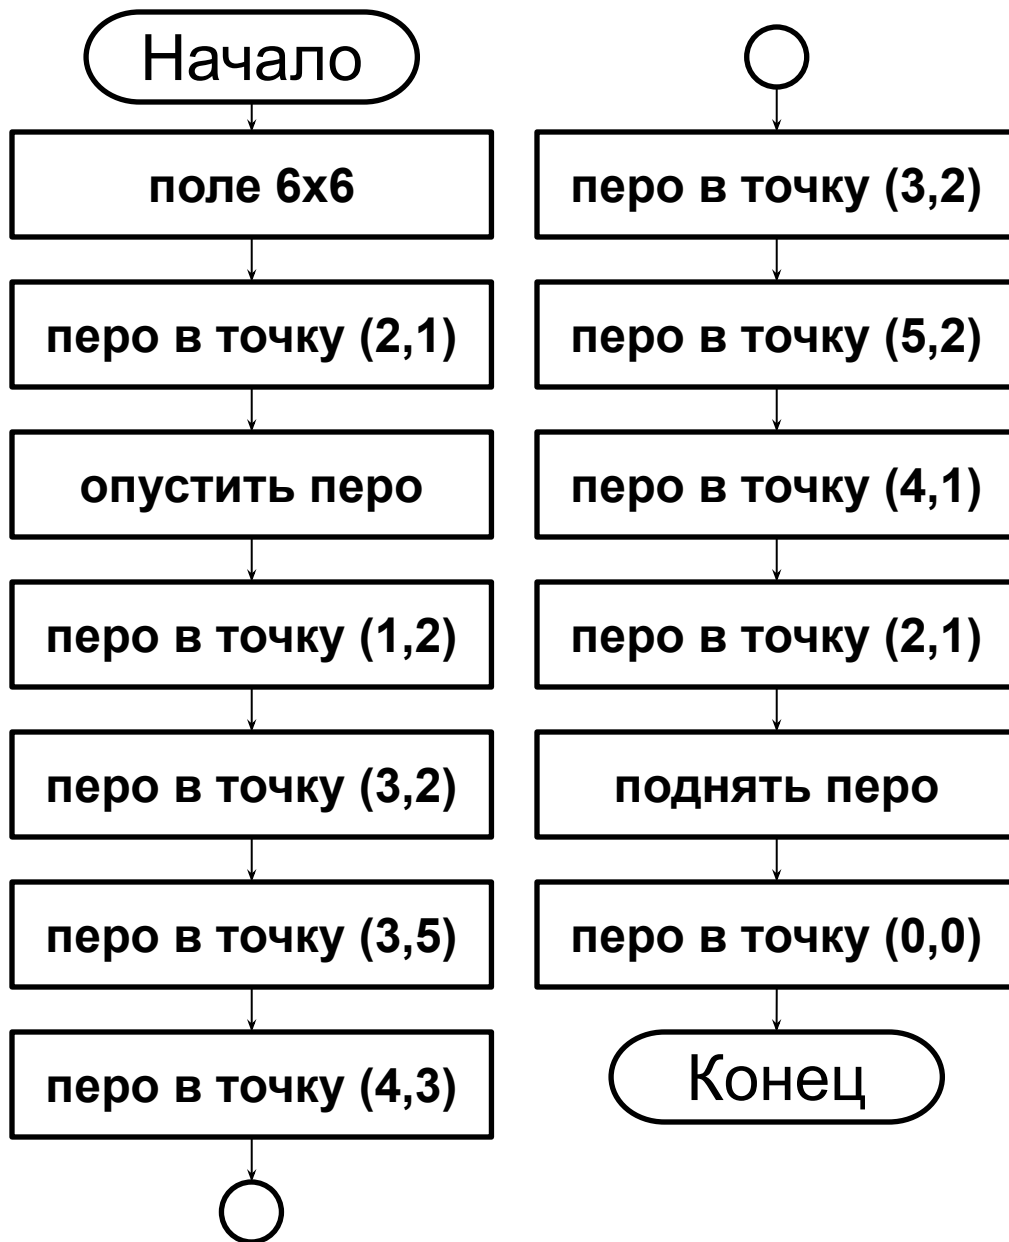 Начало
поле 6х6
перо в точку (2,1)
опустить перо
перо в точку (1,2)
перо в точку (3,2)
перо в точку (3,5)
перо в точку (4,3)
перо в точку (3,2)
перо в точку (5,2)
перо в точку (4,1)
перо в точку (2,1)
поднять перо
перо в точку (0,0)
Конец